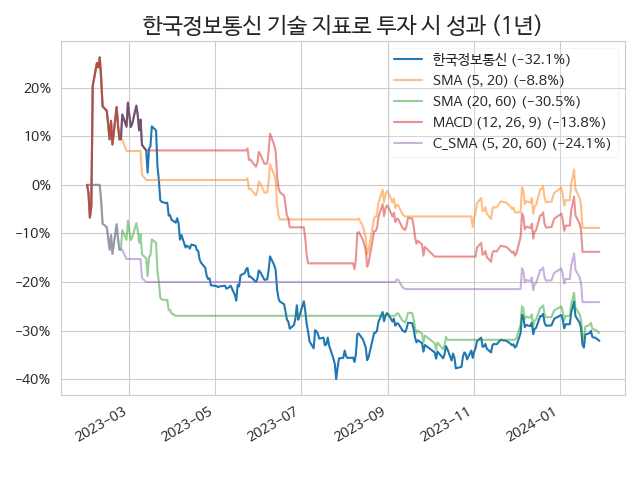 한국정보통신 기술 지표로 투자 시 성과 (1년)
한국정보통신 (−32.1%)
SMA (5, 20) (−8.8%)
SMA (20, 60) (−30.5%)
MACD (12, 26, 9) (−13.8%)
C_SMA (5, 20, 60) (−24.1%)
20%
10%
0%
−10%
−20%
−30%
−40%
2023−03
2023−05
2023−07
2023−09
2023−11
2024−01